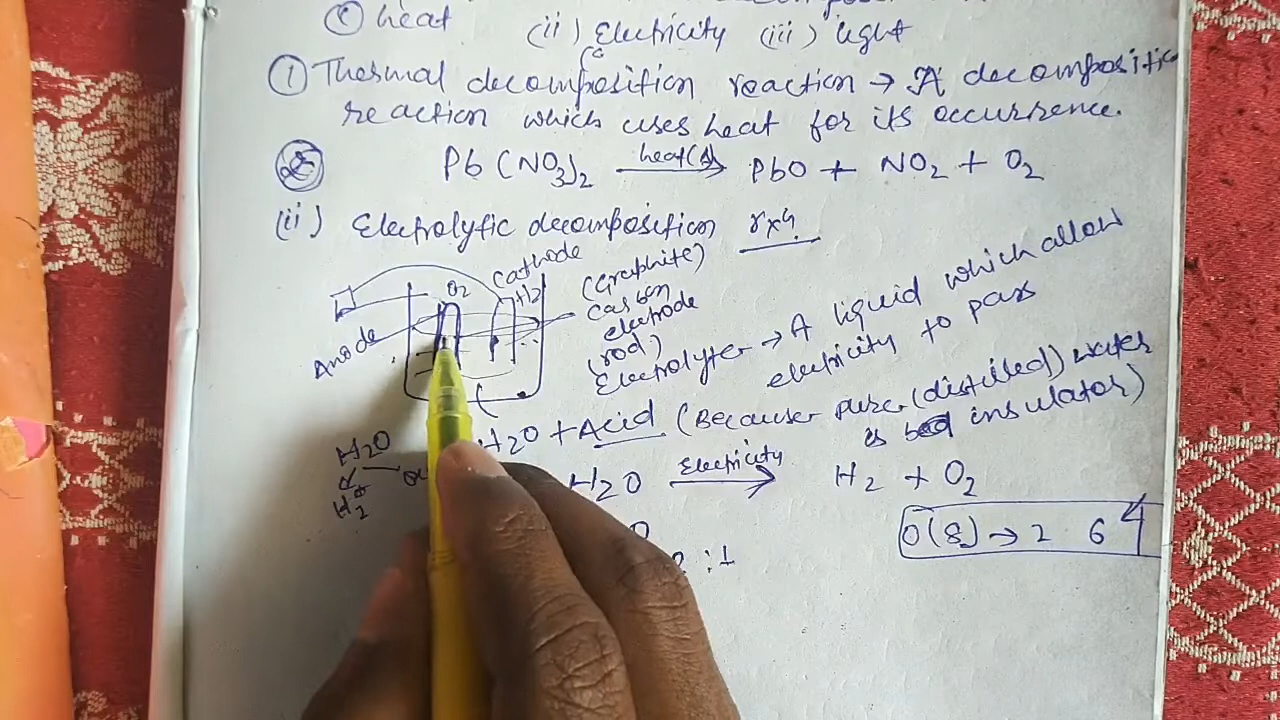 heat (ii) Electricity (iii) light
① Thermal decomposition reaction → A decomposition
reaction which uses heat for its occurrence.
Pb(NO3)2 heat(Δ) PbO + NO2 + O2
(ii) Electrolytic decomposition rxn.
Cathode
(Graphite)
Carbon
electrode
(rod)
O2
H2
Anode
Electrolyte → A liquid which allow
electricity to pass
H2O + Acid (Because pure (distilled) water
is insulator)
H2O
H2O Electricity → H2 + O2
O(8) → 2 6
: 1